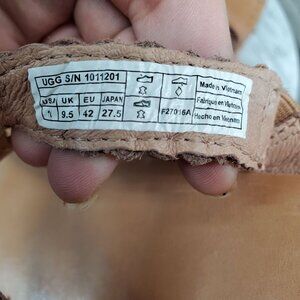 UGG S/N 1011201
USA UK EU JAPAN
1 9.5 42 27.5
F27016A
Made in Vietnam
Fabriqué en Vietnam
Hecho en Vietnam